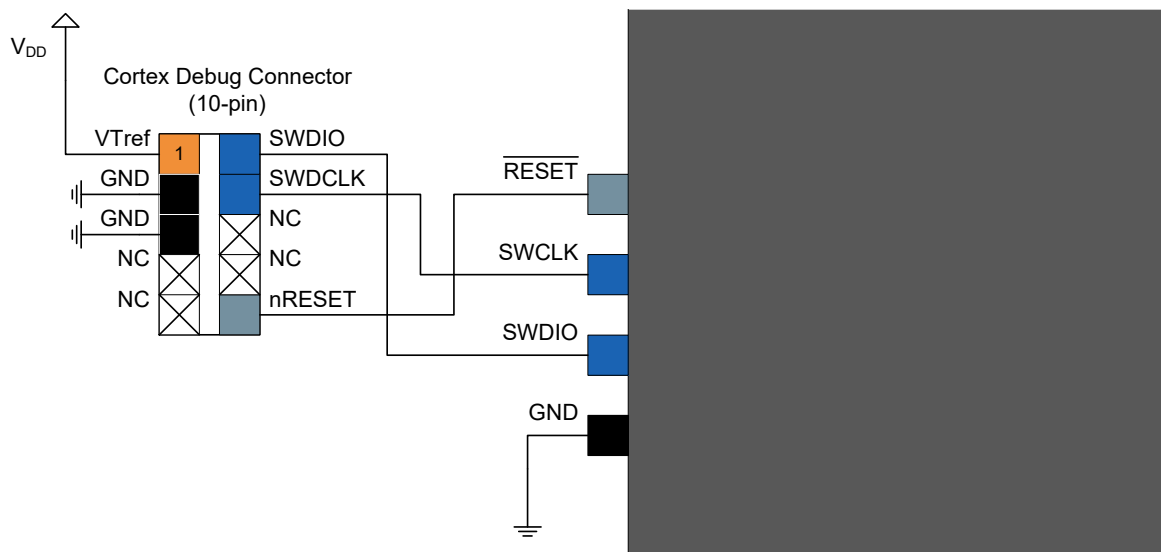 VDD
Cortex Debug Connector
(10-pin)
VTref 1 SWDIO
GND SWDCLK
GND NC
NC NC
NC nRESET
RESET
SWCLK
SWDIO
GND